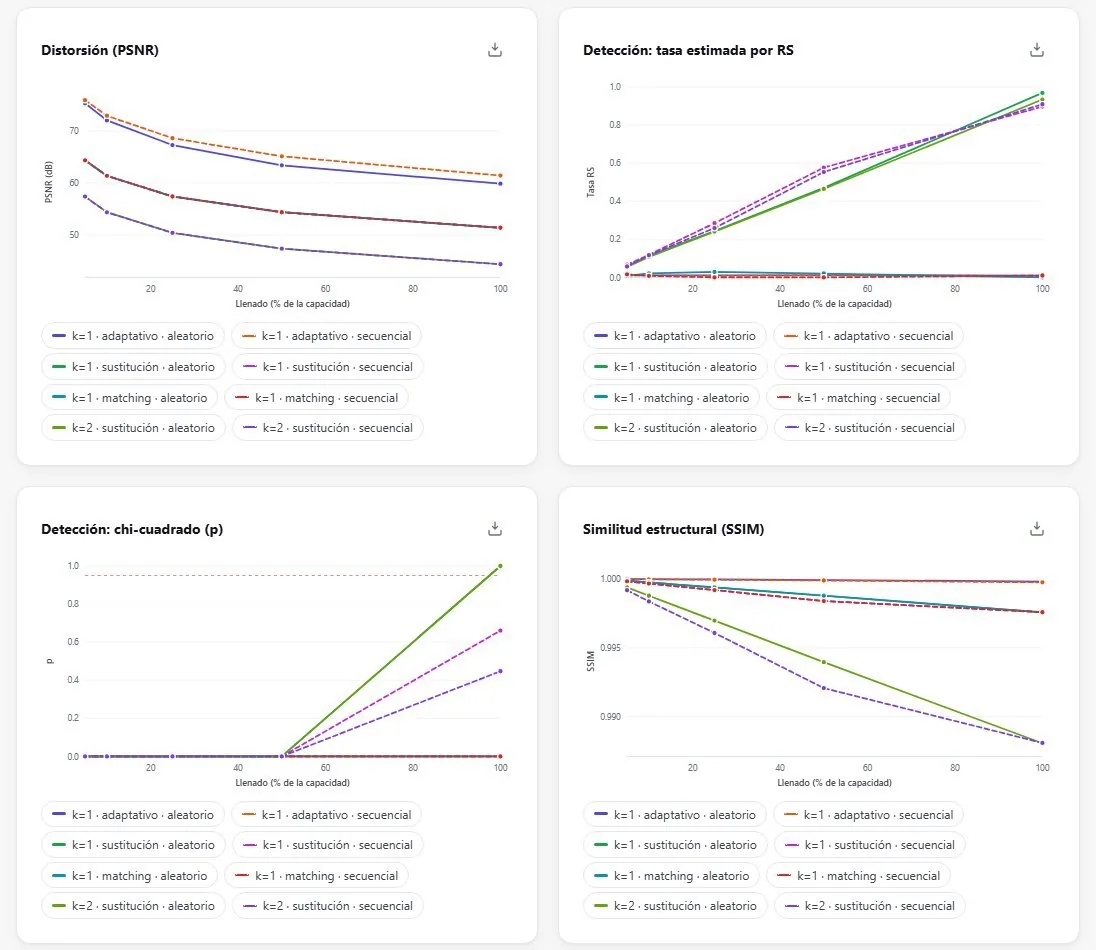 Distorsión (PSNR)
70
60
50
PSNR (dB)
20 40 60 80 100
Llenado (% de la capacidad)
k=1 · adaptativo · aleatorio
k=1 · adaptativo · secuencial
k=1 · sustitución · aleatorio
k=1 · sustitución · secuencial
k=1 · matching · aleatorio
k=1 · matching · secuencial
k=2 · sustitución · aleatorio
k=2 · sustitución · secuencial
Detección: tasa estimada por RS
1.0
0.8
0.6
0.4
0.2
0.0
Tasa RS
20 40 60 80 100
Llenado (% de la capacidad)
k=1 · adaptativo · aleatorio
k=1 · adaptativo · secuencial
k=1 · sustitución · aleatorio
k=1 · sustitución · secuencial
k=1 · matching · aleatorio
k=1 · matching · secuencial
k=2 · sustitución · aleatorio
k=2 · sustitución · secuencial
Detección: chi-cuadrado (p)
1.0
0.8
0.6
0.4
0.2
0.0
p
20 40 60 80 100
Llenado (% de la capacidad)
k=1 · adaptativo · aleatorio
k=1 · adaptativo · secuencial
k=1 · sustitución · aleatorio
k=1 · sustitución · secuencial
k=1 · matching · aleatorio
k=1 · matching · secuencial
k=2 · sustitución · aleatorio
k=2 · sustitución · secuencial
Similitud estructural (SSIM)
1.000
0.995
0.990
SSIM
20 40 60 80 100
Llenado (% de la capacidad)
k=1 · adaptativo · aleatorio
k=1 · adaptativo · secuencial
k=1 · sustitución · aleatorio
k=1 · sustitución · secuencial
k=1 · matching · aleatorio
k=1 · matching · secuencial
k=2 · sustitución · aleatorio
k=2 · sustitución · secuencial